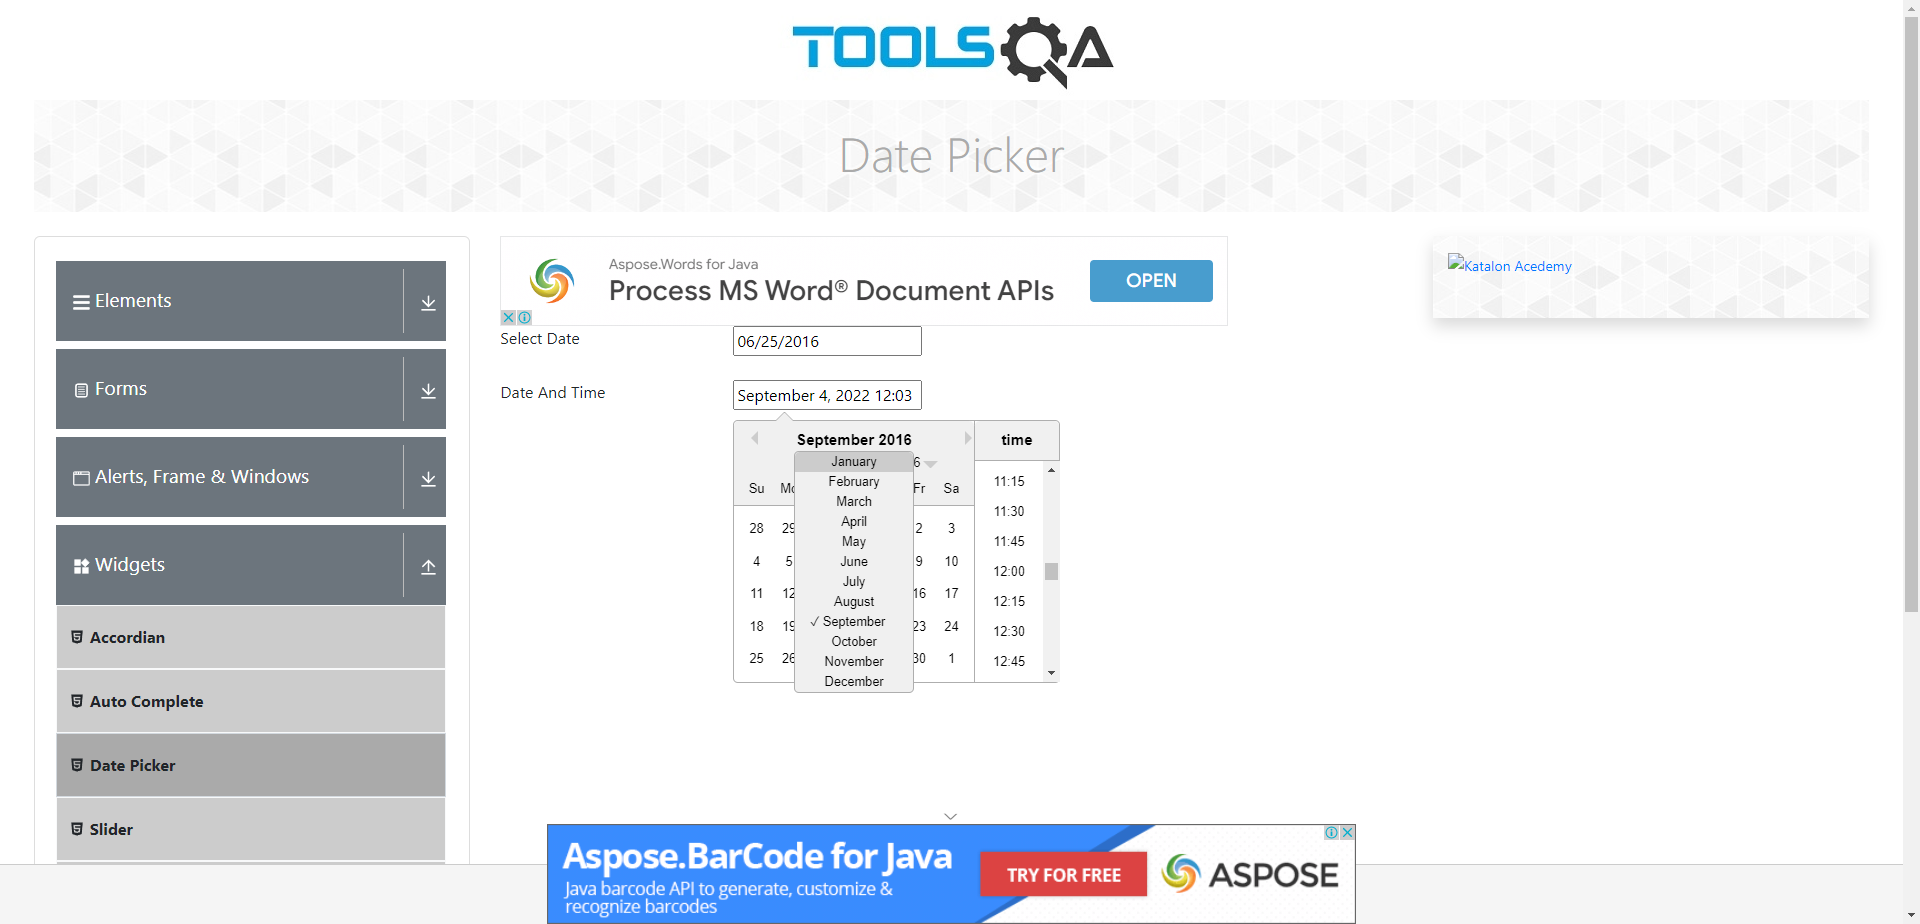 TOOLSQA
Date Picker
Elements
Forms
Alerts, Frame & Windows
Widgets
Accordian
Auto Complete
Date Picker
Slider
Aspose.Words for Java
Process MS Word® Document APIs
OPEN
Katalon Acedemy
Select Date
06/25/2016
Date And Time
September 4, 2022 12:03
September 2016
time
6
Su Fr Sa
28 29 2 3
4 5 9 10
11 12 16 17
18 19 23 24
25 26 30 1
January
February
March
April
May
June
July
August
✓ September
October
November
December
11:15
11:30
11:45
12:00
12:15
12:30
12:45
Aspose.BarCode for Java
Java barcode API to generate, customize &
recognize barcodes
TRY FOR FREE
ASPOSE